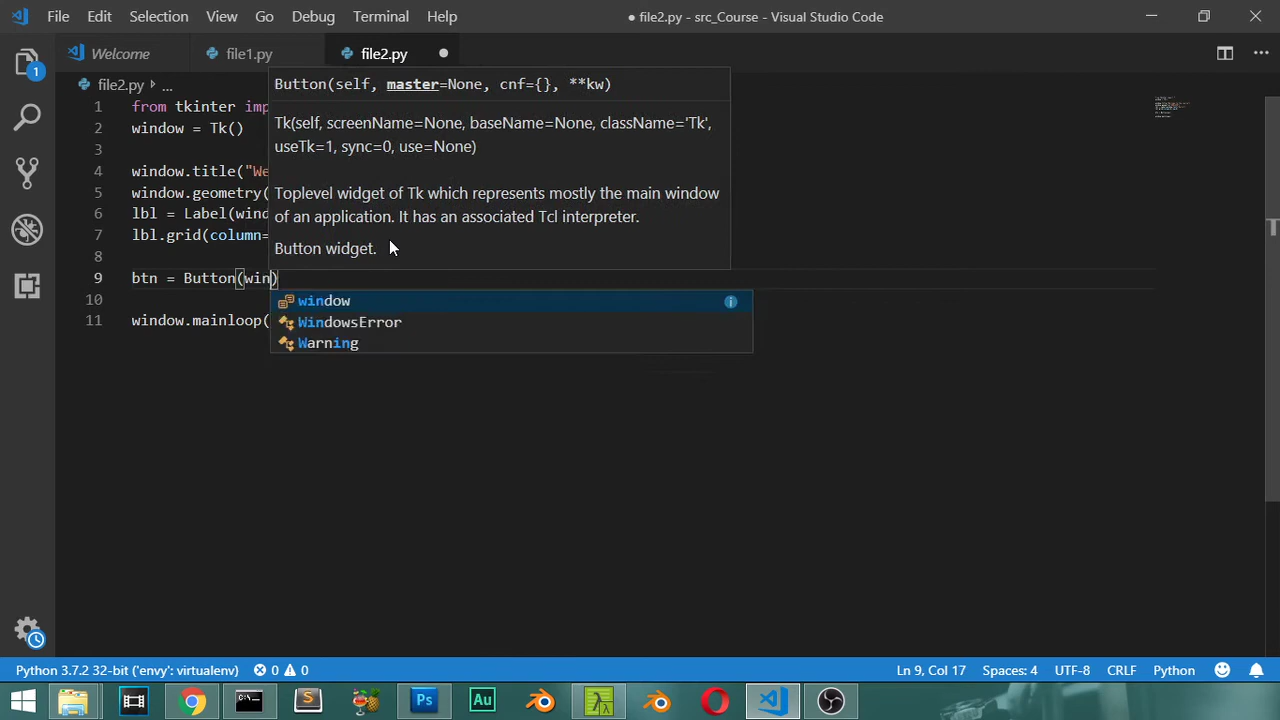 File Edit Selection View Go Debug Terminal Help ● file2.py - src_Course - Visual Studio Code
Welcome file1.py file2.py
file2.py ...
Button(self, master=None, cnf={}, **kw)
Tk(self, screenName=None, baseName=None, className='Tk',
useTk=1, sync=0, use=None)
Toplevel widget of Tk which represents mostly the main window
of an application. It has an associated Tcl interpreter.
Button widget.
1 from tkinter imp
2 window = Tk()
3
4 window.title("We
5 window.geometry(
6 lbl = Label(wind
7 lbl.grid(column=
8
9 btn = Button(win)
window
WindowsError
Warning
10
11 window.mainloop(
1
Python 3.7.2 32-bit ('envy': virtualenv) 0 0 Ln 9, Col 17 Spaces: 4 UTF-8 CRLF Python
Ps Au